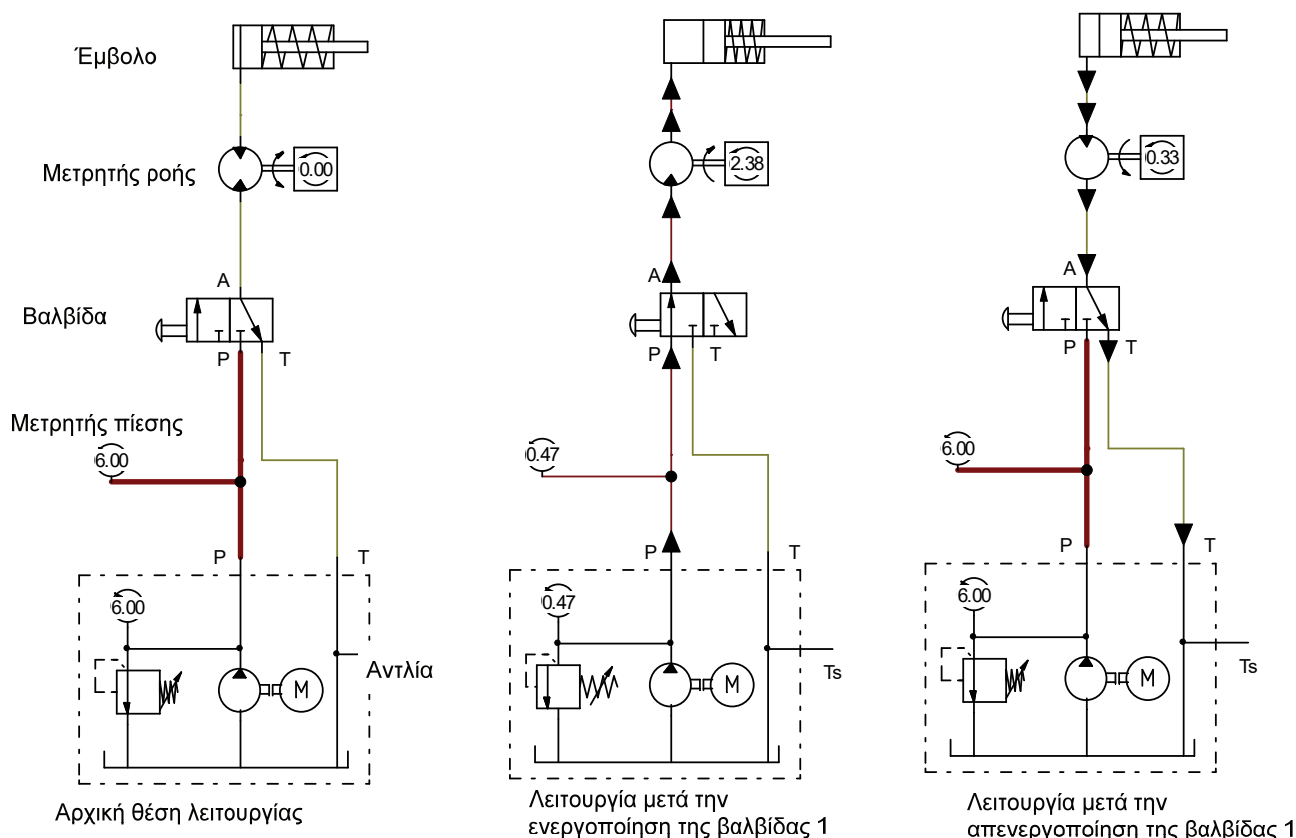 Έμβολο
Μετρητής ροής
0.00
2.38
0.33
A
A
A
Βαλβίδα
P
T
P
T
P
T
Μετρητής πίεσης
6.00
0.47
6.00
P
T
P
T
P
T
6.00
0.47
6.00
Αντλία
M
M
Ts
M
Ts
Αρχική θέση λειτουργίας
Λειτουργία μετά την
ενεργοποίηση της βαλβίδας 1
Λειτουργία μετά την
απενεργοποίηση της βαλβίδας 1